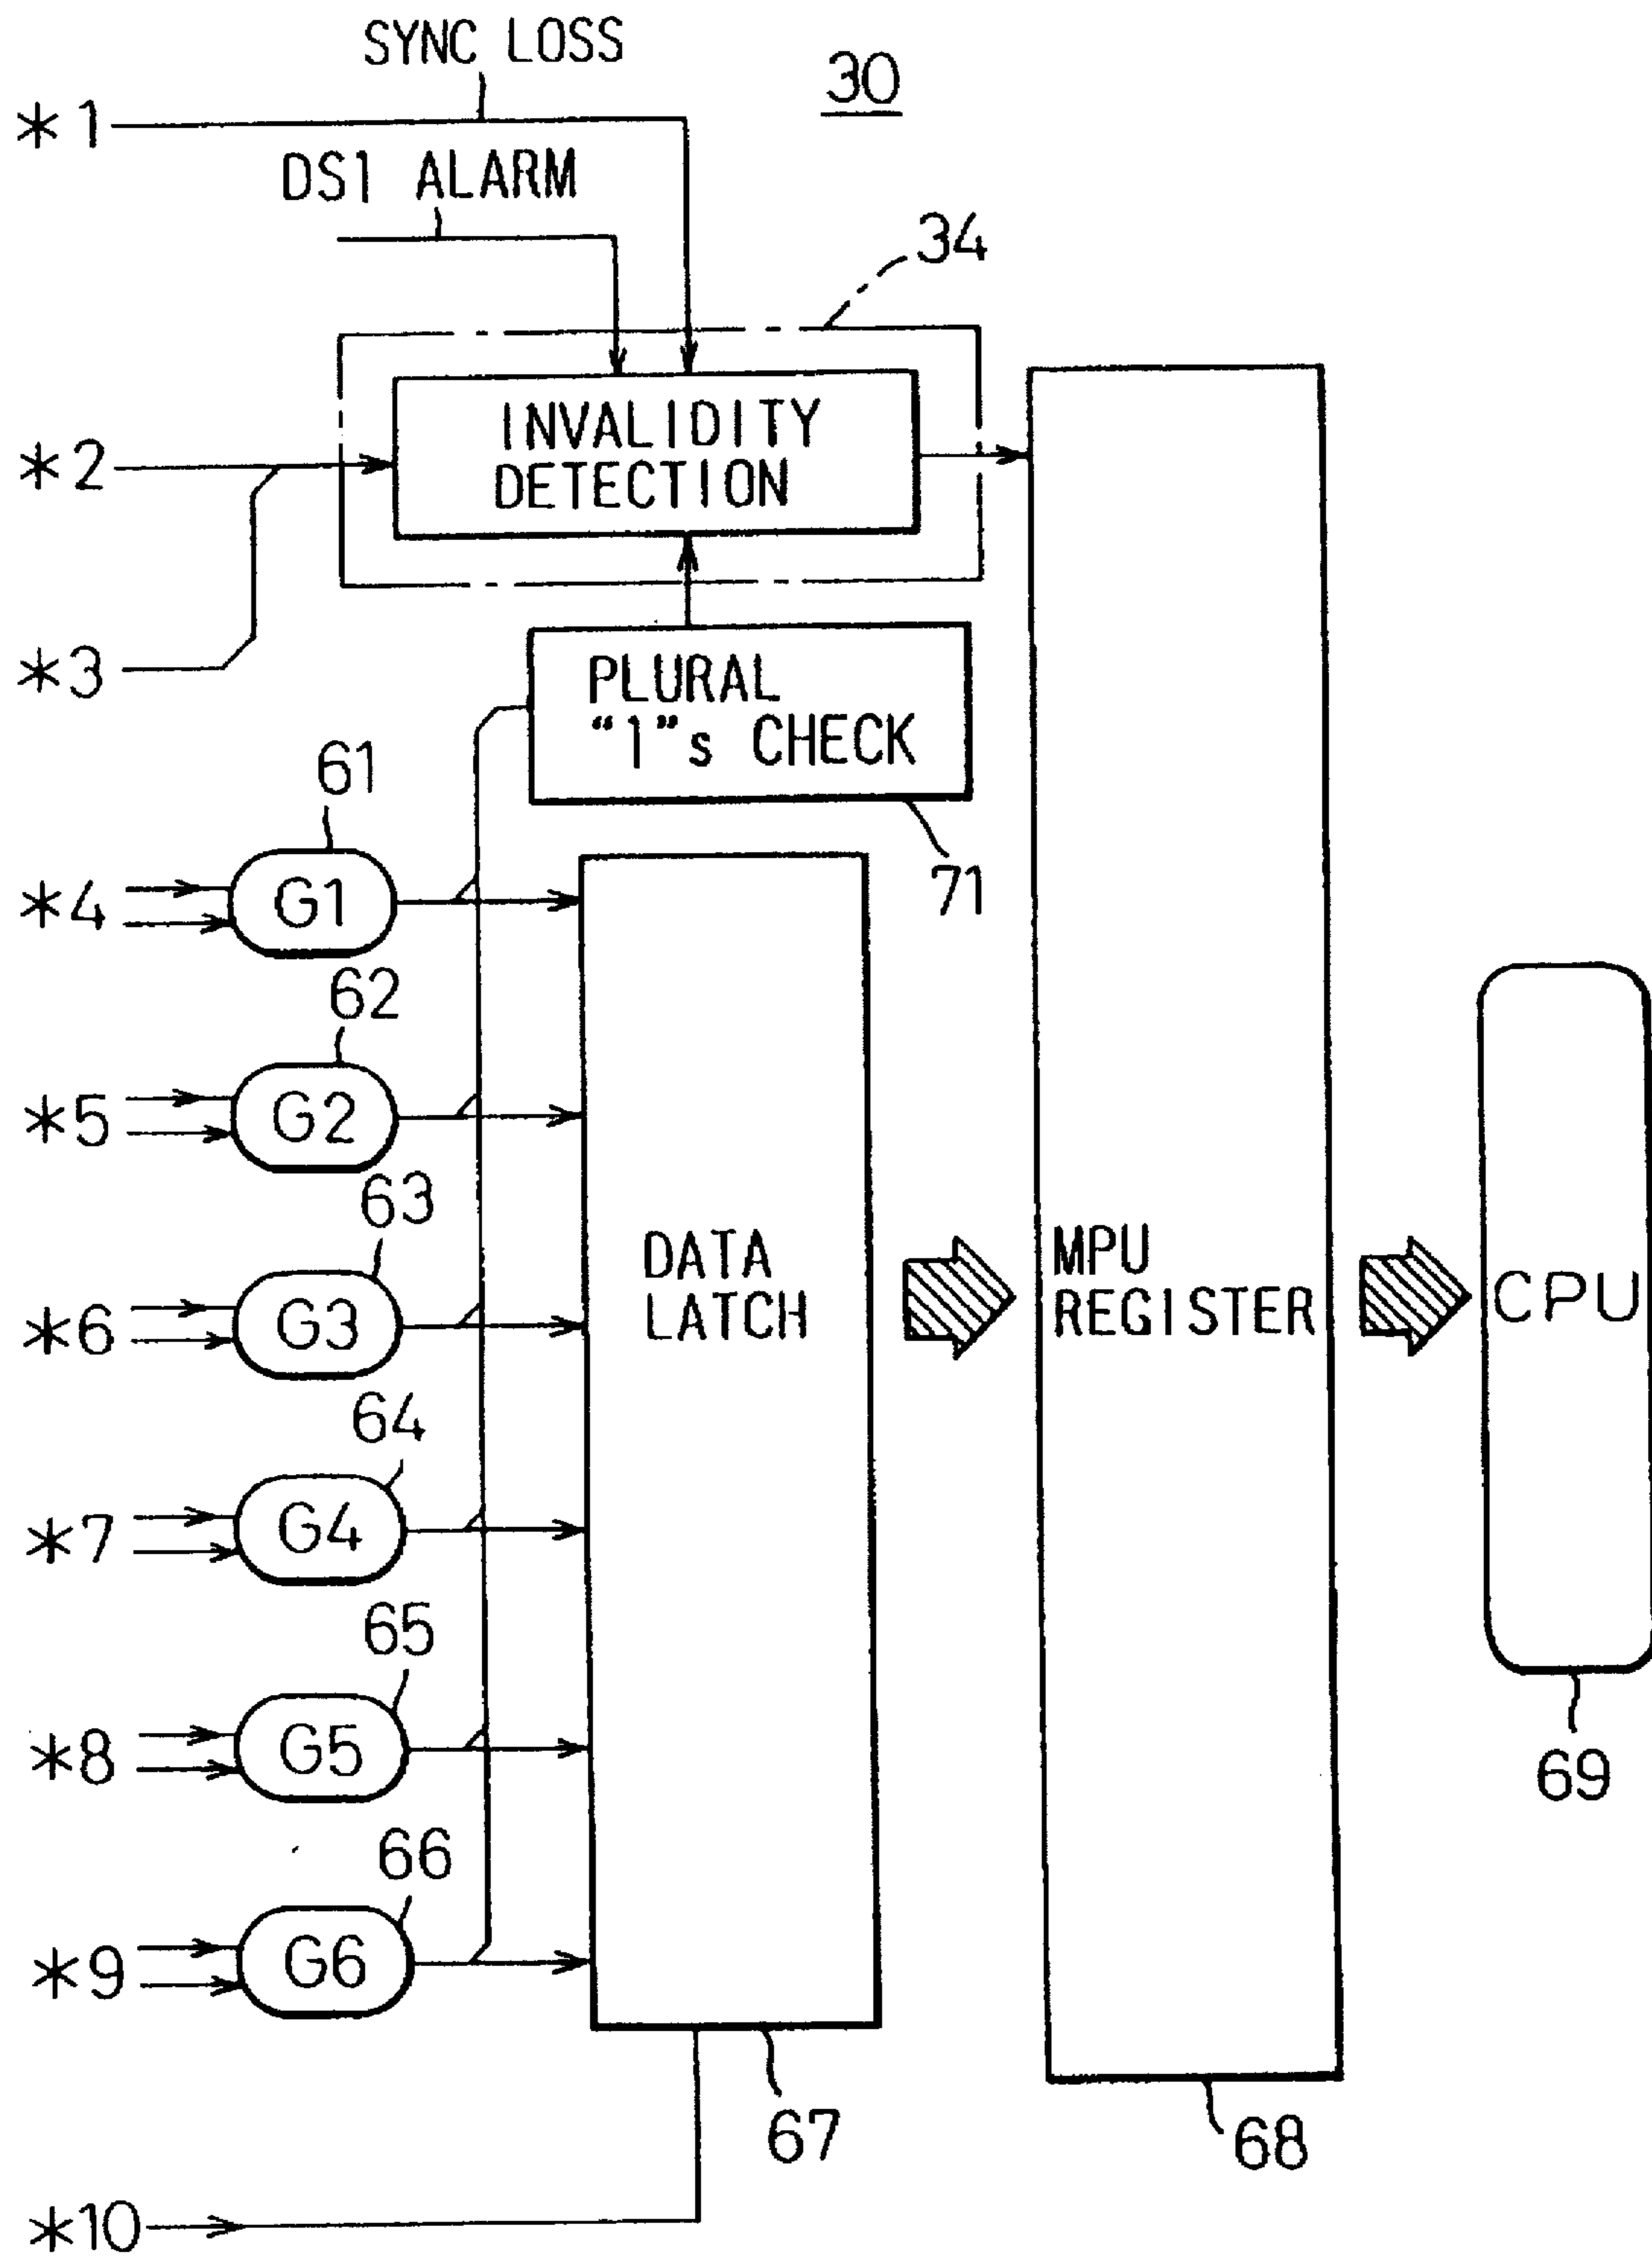 SYNC LOSS
30
*1
DS1 ALARM
34
INVALIDITY
DETECTION
*2
*3
PLURAL
“1”s CHECK
71
61
*4
G1
62
*5
G2
63
*6
G3
DATA
LATCH
MPU
REGISTER
CPU
64
*7
G4
65
*8
G5
69
66
*9
G6
67
68
*10